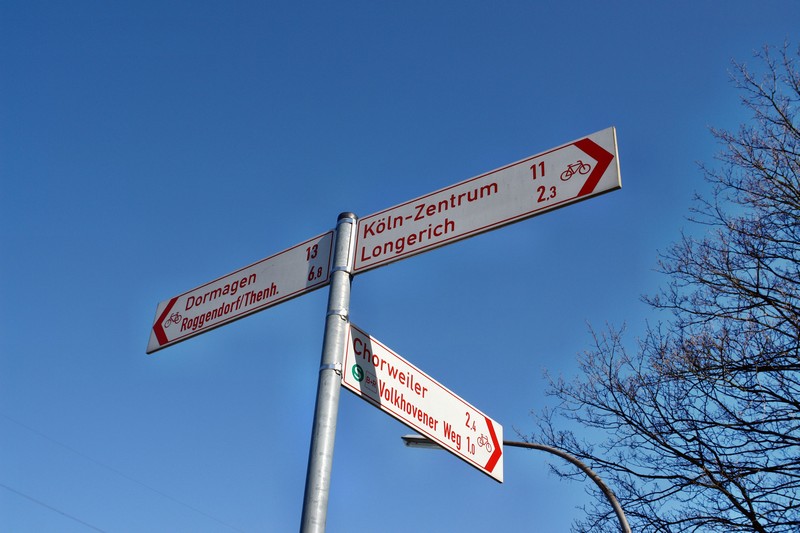 Köln-Zentrum 11
Longerich 2,3
Dormagen 13
Roggendorf/Thenh. 6,8
Chorweiler 2,4
S B+R Volkhovener Weg 1,0